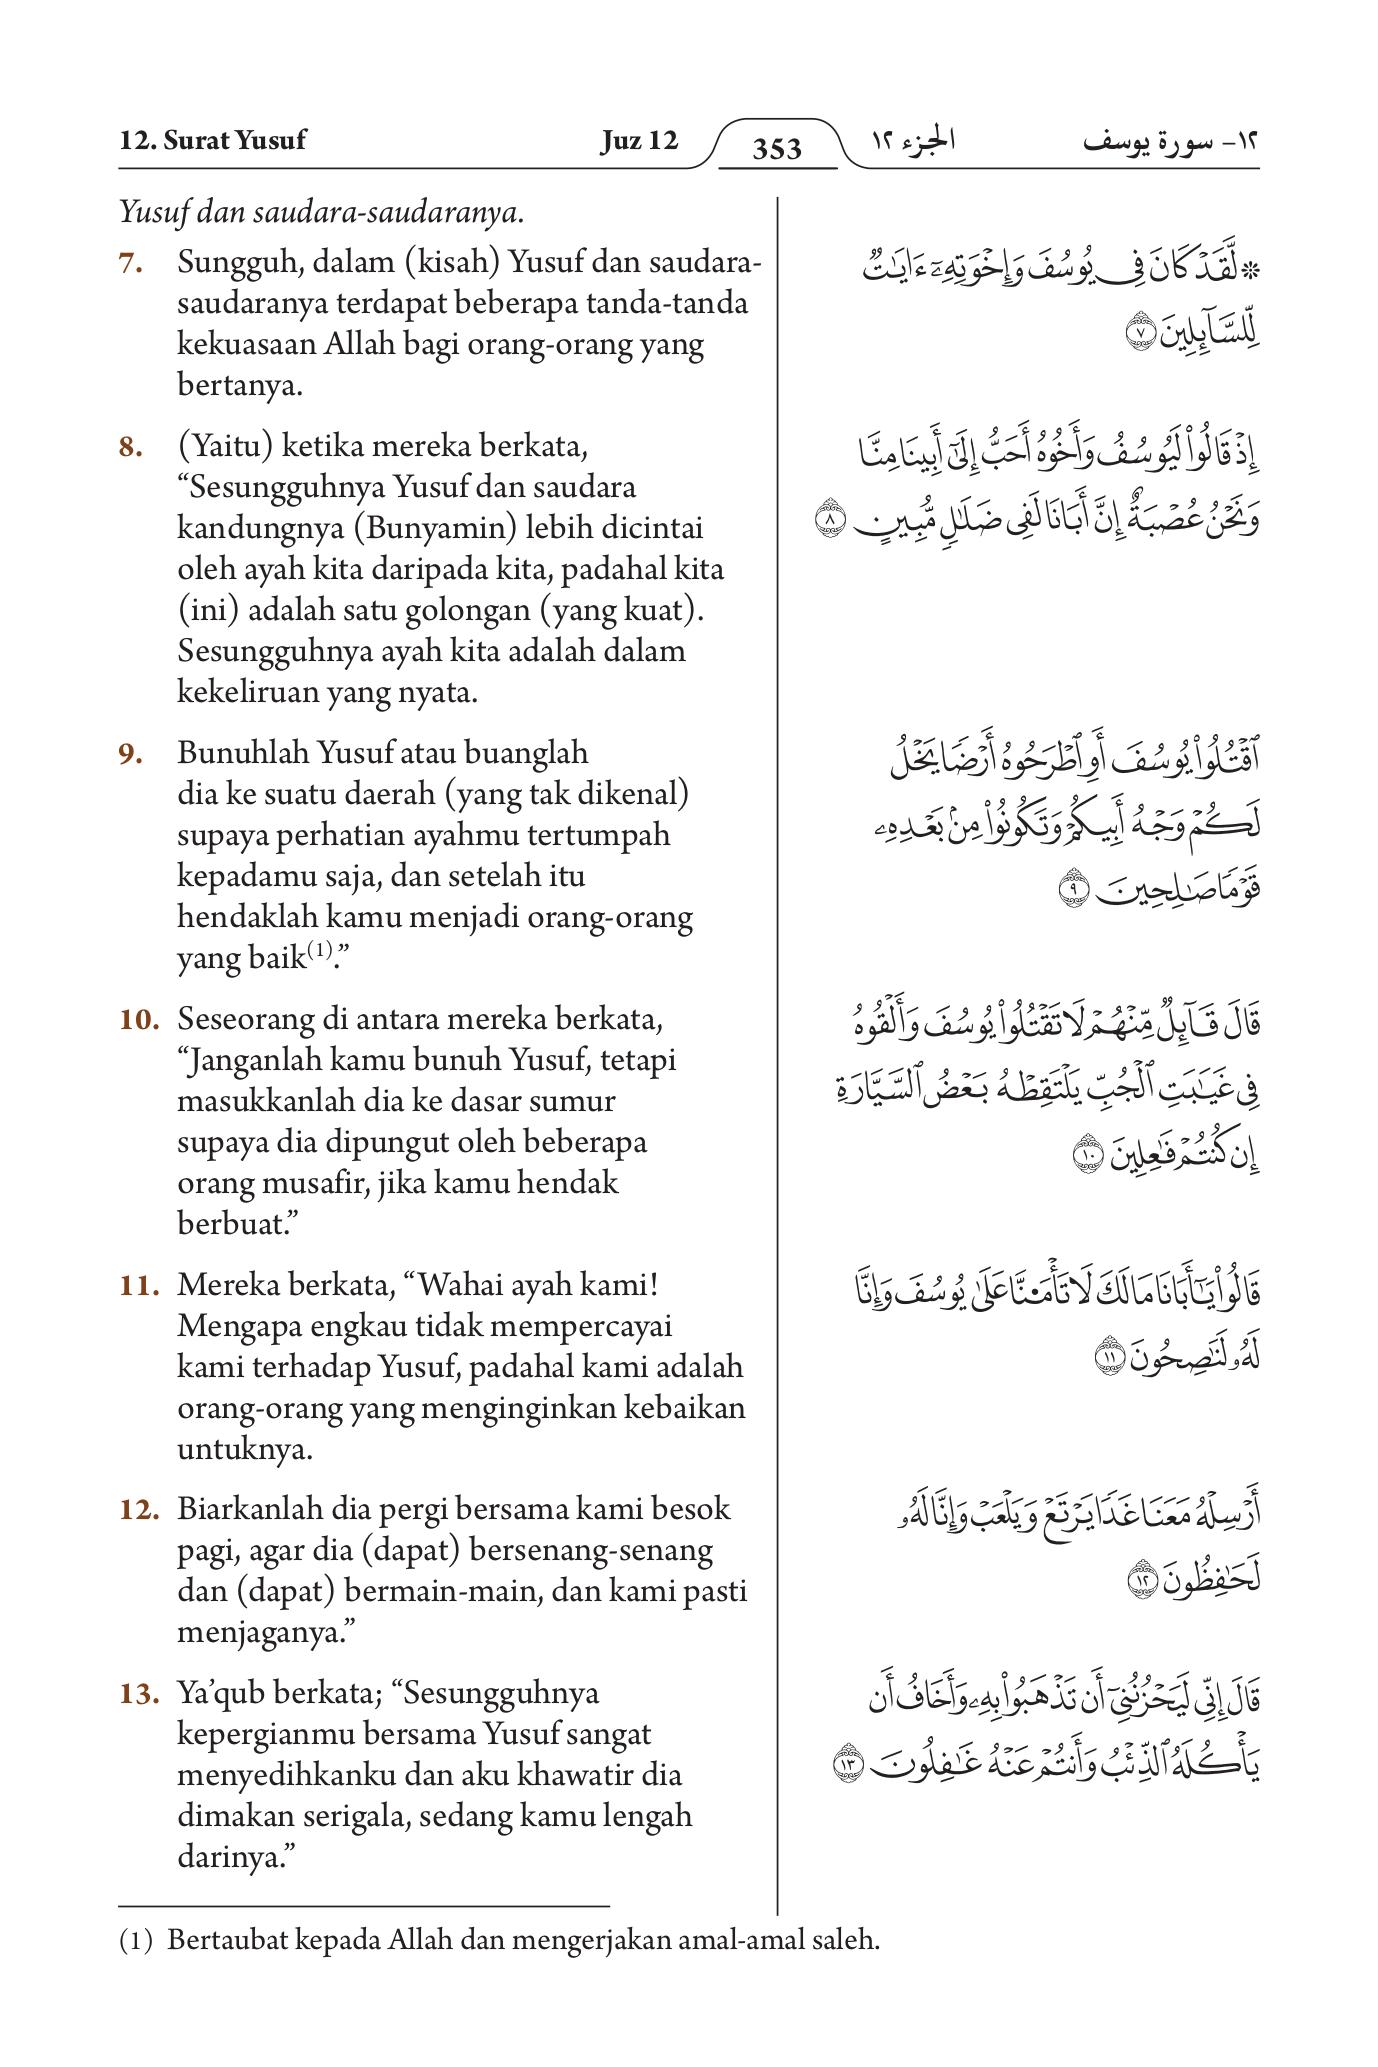 12. Surat Yusuf
Juz 12
353
الجزء ١٢
١٢- سورة يوسف
Yusuf dan saudara-saudaranya.
7. Sungguh, dalam (kisah) Yusuf dan saudara-
saudaranya terdapat beberapa tanda-tanda
kekuasaan Allah bagi orang-orang yang
bertanya.
8. (Yaitu) ketika mereka berkata,
“Sesungguhnya Yusuf dan saudara
kandungnya (Bunyamin) lebih dicintai
oleh ayah kita daripada kita, padahal kita
(ini) adalah satu golongan (yang kuat).
Sesungguhnya ayah kita adalah dalam
kekeliruan yang nyata.
9. Bunuhlah Yusuf atau buanglah
dia ke suatu daerah (yang tak dikenal)
supaya perhatian ayahmu tertumpah
kepadamu saja, dan setelah itu
hendaklah kamu menjadi orang-orang
yang baik(1).”
10. Seseorang di antara mereka berkata,
“Janganlah kamu bunuh Yusuf, tetapi
masukkanlah dia ke dasar sumur
supaya dia dipungut oleh beberapa
orang musafir, jika kamu hendak
berbuat.”
11. Mereka berkata, “Wahai ayah kami!
Mengapa engkau tidak mempercayai
kami terhadap Yusuf, padahal kami adalah
orang-orang yang menginginkan kebaikan
untuknya.
12. Biarkanlah dia pergi bersama kami besok
pagi, agar dia (dapat) bersenang-senang
dan (dapat) bermain-main, dan kami pasti
menjaganya.”
13. Ya’qub berkata; “Sesungguhnya
kepergianmu bersama Yusuf sangat
menyedihkanku dan aku khawatir dia
dimakan serigala, sedang kamu lengah
darinya.”
۞ لَّقَدۡ كَانَ فِي يُوسُفَ وَإِخۡوَتِهِۦٓ ءَايَٰتٞ
لِّلسَّآئِلِينَ ٧
إِذۡ قَالُواْ لَيُوسُفُ وَأَخُوهُ أَحَبُّ إِلَىٰٓ أَبِينَا مِنَّا
وَنَحۡنُ عُصۡبَةٌ إِنَّ أَبَانَا لَفِي ضَلَٰلٖ مُّبِينٍ ٨
ٱقۡتُلُواْ يُوسُفَ أَوِ ٱطۡرَحُوهُ أَرۡضٗا يَخۡلُ
لَكُمۡ وَجۡهُ أَبِيكُمۡ وَتَكُونُواْ مِنۢ بَعۡدِهِۦ
قَوۡمٗا صَٰلِحِينَ ٩
قَالَ قَآئِلٞ مِّنۡهُمۡ لَا تَقۡتُلُواْ يُوسُفَ وَأَلۡقُوهُ
فِي غَيَٰبَتِ ٱلۡجُبِّ يَلۡتَقِطۡهُ بَعۡضُ ٱلسَّيَّارَةِ
إِن كُنتُمۡ فَٰعِلِينَ ١٠
قَالُواْ يَٰٓأَبَانَا مَا لَكَ لَا تَأۡمَ۬نَّا عَلَىٰ يُوسُفَ وَإِنَّا
لَهُۥ لَنَٰصِحُونَ ١١
أَرۡسِلۡهُ مَعَنَا غَدٗا يَرۡتَعۡ وَيَلۡعَبۡ وَإِنَّا لَهُۥ
لَحَٰفِظُونَ ١٢
قَالَ إِنِّي لَيَحۡزُنُنِيٓ أَن تَذۡهَبُواْ بِهِۦ وَأَخَافُ أَن
يَأۡكُلَهُ ٱلذِّئۡبُ وَأَنتُمۡ عَنۡهُ غَٰفِلُونَ ١٣
(1) Bertaubat kepada Allah dan mengerjakan amal-amal saleh.